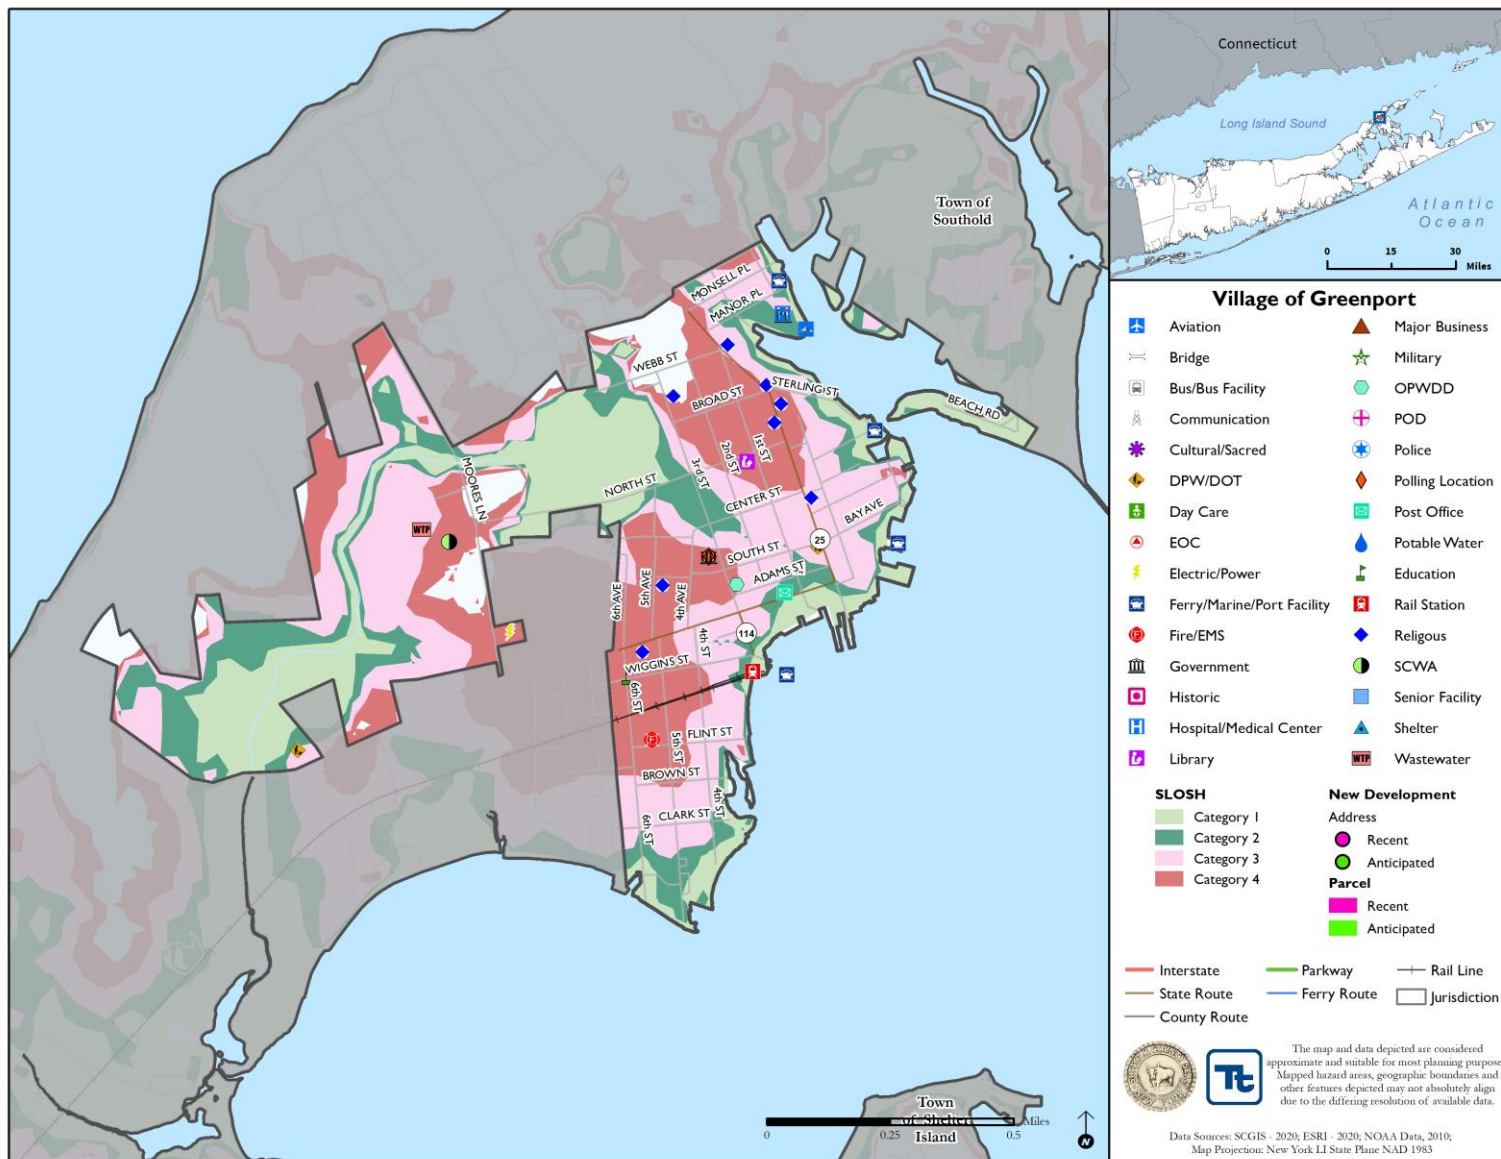 Connecticut
Long Island Sound
Atlantic
Ocean
0 15 30
Miles
Town of
Southold
MONSELL PL
MANOR PL
WEBB ST
STERLING ST
BROAD ST
BEACH RD
1st ST
2nd ST
3rd ST
MOORES LN
NORTH ST
CENTER ST
BAY AVE
WTP
25
SOUTH ST
ADAMS ST
6th AVE
5th AVE
4th AVE
114
4th ST
WIGGINS ST
6th ST
F
5th ST
FLINT ST
BROWN ST
4th ST
CLARK ST
6th ST
Town
of Shelter
Island
0 0.25 0.5
Miles
N
Village of Greenport
Aviation
Major Business
Bridge
Military
Bus/Bus Facility
OPWDD
Communication
POD
Cultural/Sacred
Police
DPW/DOT
Polling Location
Day Care
Post Office
EOC
Potable Water
Electric/Power
Education
Ferry/Marine/Port Facility
Rail Station
F
Fire/EMS
Religous
Government
SCWA
Historic
Senior Facility
H
Hospital/Medical Center
Shelter
Library
WTP
Wastewater
SLOSH
Category 1
Category 2
Category 3
Category 4
New Development
Address
Recent
Anticipated
Parcel
Recent
Anticipated
Interstate
Parkway
Rail Line
State Route
Ferry Route
Jurisdiction
County Route
Tt
The map and data depicted are considered
approximate and suitable for most planning purpose
Mapped hazard areas, geographic boundaries and
other features depicted may not absolutely align
due to the differing resolution of available data.
Data Sources: SCGIS - 2020; ESRI - 2020; NOAA Data, 2010;
Map Projection: New York LI State Plane NAD 1983